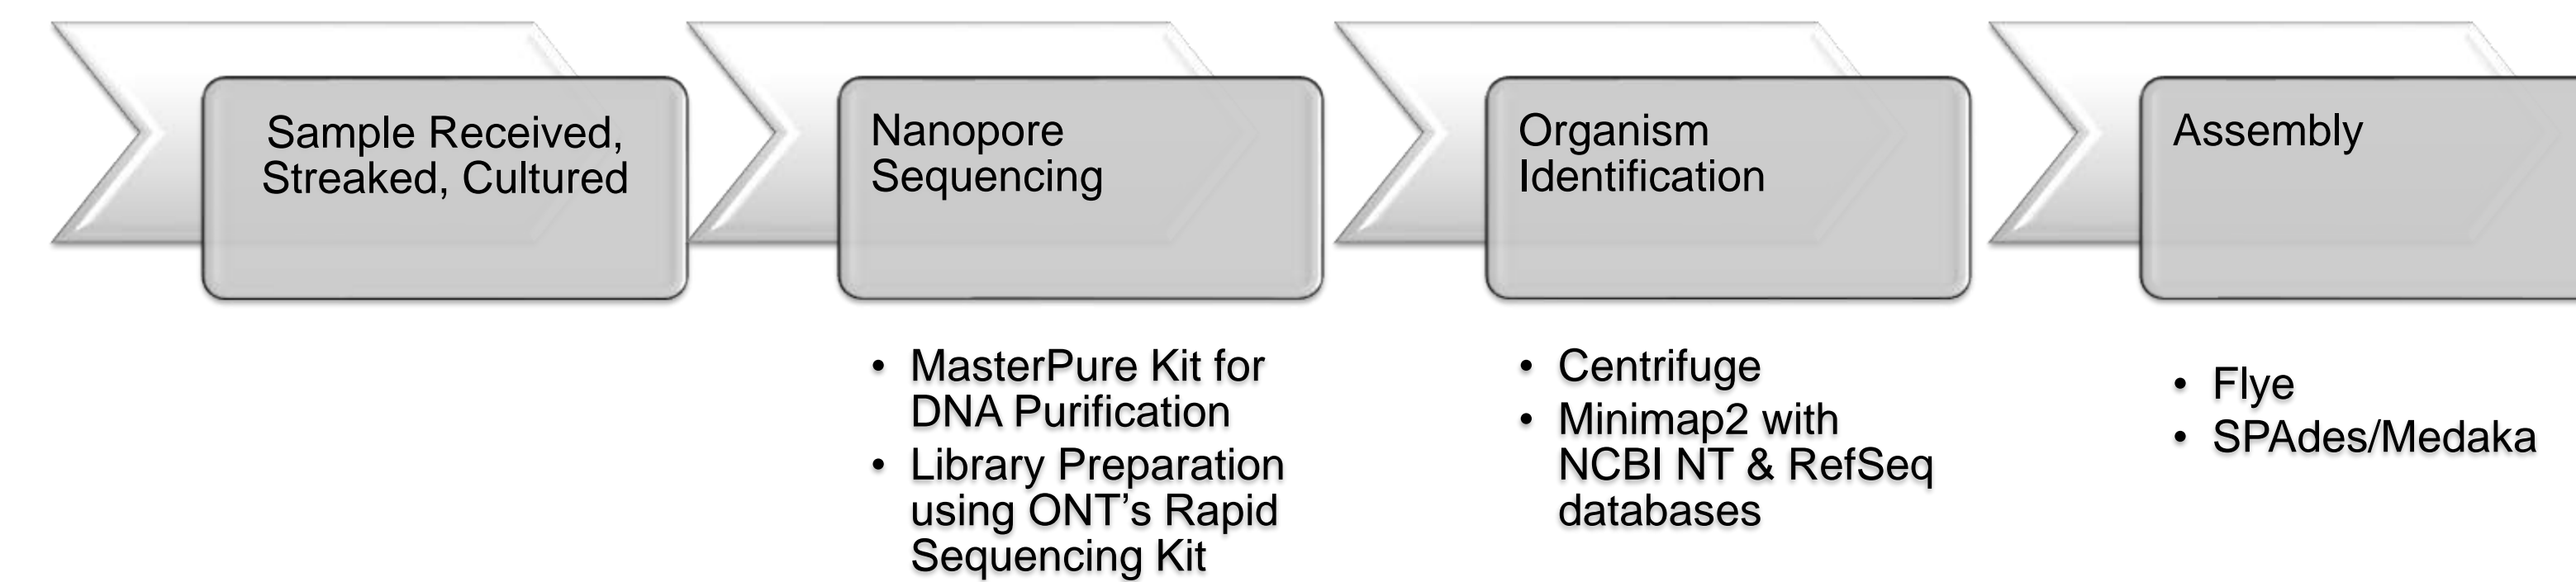 Sample Received,
Streaked, Cultured
Nanopore
Sequencing
• MasterPure Kit for
DNA Purification
• Library Preparation
using ONT’s Rapid
Sequencing Kit
Organism
Identification
• Centrifuge
• Minimap2 with
NCBI NT & RefSeq
databases
Assembly
• Flye
• SPAdes/Medaka